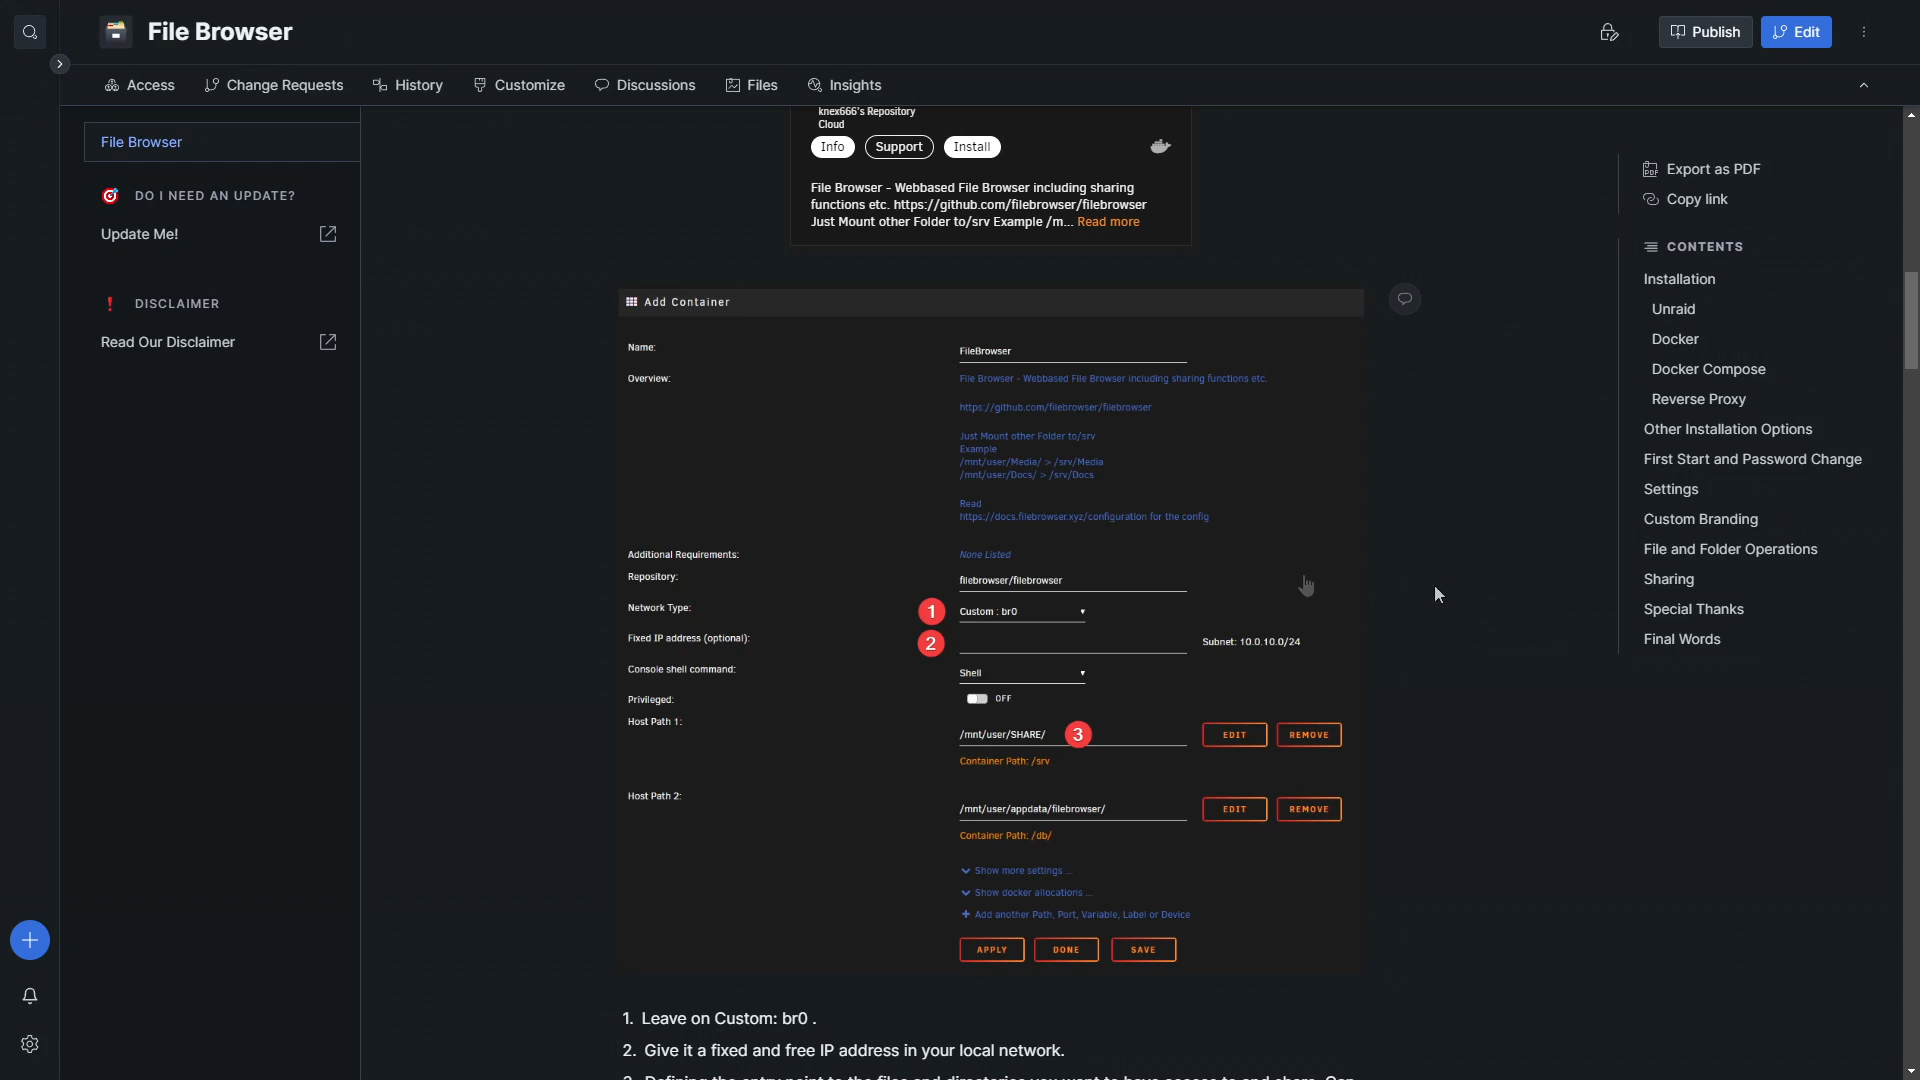 File Browser
Publish
Edit
Access
Change Requests
History
Customize
Discussions
Files
Insights
File Browser
DO I NEED AN UPDATE?
Update Me!
DISCLAIMER
Read Our Disclaimer
knex666's Repository
Cloud
Info
Support
Install
File Browser - Webbased File Browser including sharing
functions etc. https://github.com/filebrowser/filebrowser
Just Mount other Folder to/srv Example /m... Read more
Add Container
Name:
FileBrowser
Overview:
File Browser - Webbased File Browser including sharing functions etc.
https://github.com/filebrowser/filebrowser
Just Mount other Folder to/srv
Example
/mnt/user/Media/ > /srv/Media
/mnt/user/Docs/ > /srv/Docs
Read
https://docs.filebrowser.xyz/configuration for the config
Additional Requirements:
None Listed
Repository:
filebrowser/filebrowser
Network Type:
1
Custom : br0
Fixed IP address (optional):
2
Subnet: 10.0.10.0/24
Console shell command:
Shell
Privileged:
OFF
Host Path 1:
/mnt/user/SHARE/
3
EDIT
REMOVE
Container Path: /srv
Host Path 2:
/mnt/user/appdata/filebrowser/
EDIT
REMOVE
Container Path: /db/
Show more settings ...
Show docker allocations ...
Add another Path, Port, Variable, Label or Device
APPLY
DONE
SAVE
1. Leave on Custom: br0 .
2. Give it a fixed and free IP address in your local network.
Export as PDF
Copy link
CONTENTS
Installation
Unraid
Docker
Docker Compose
Reverse Proxy
Other Installation Options
First Start and Password Change
Settings
Custom Branding
File and Folder Operations
Sharing
Special Thanks
Final Words